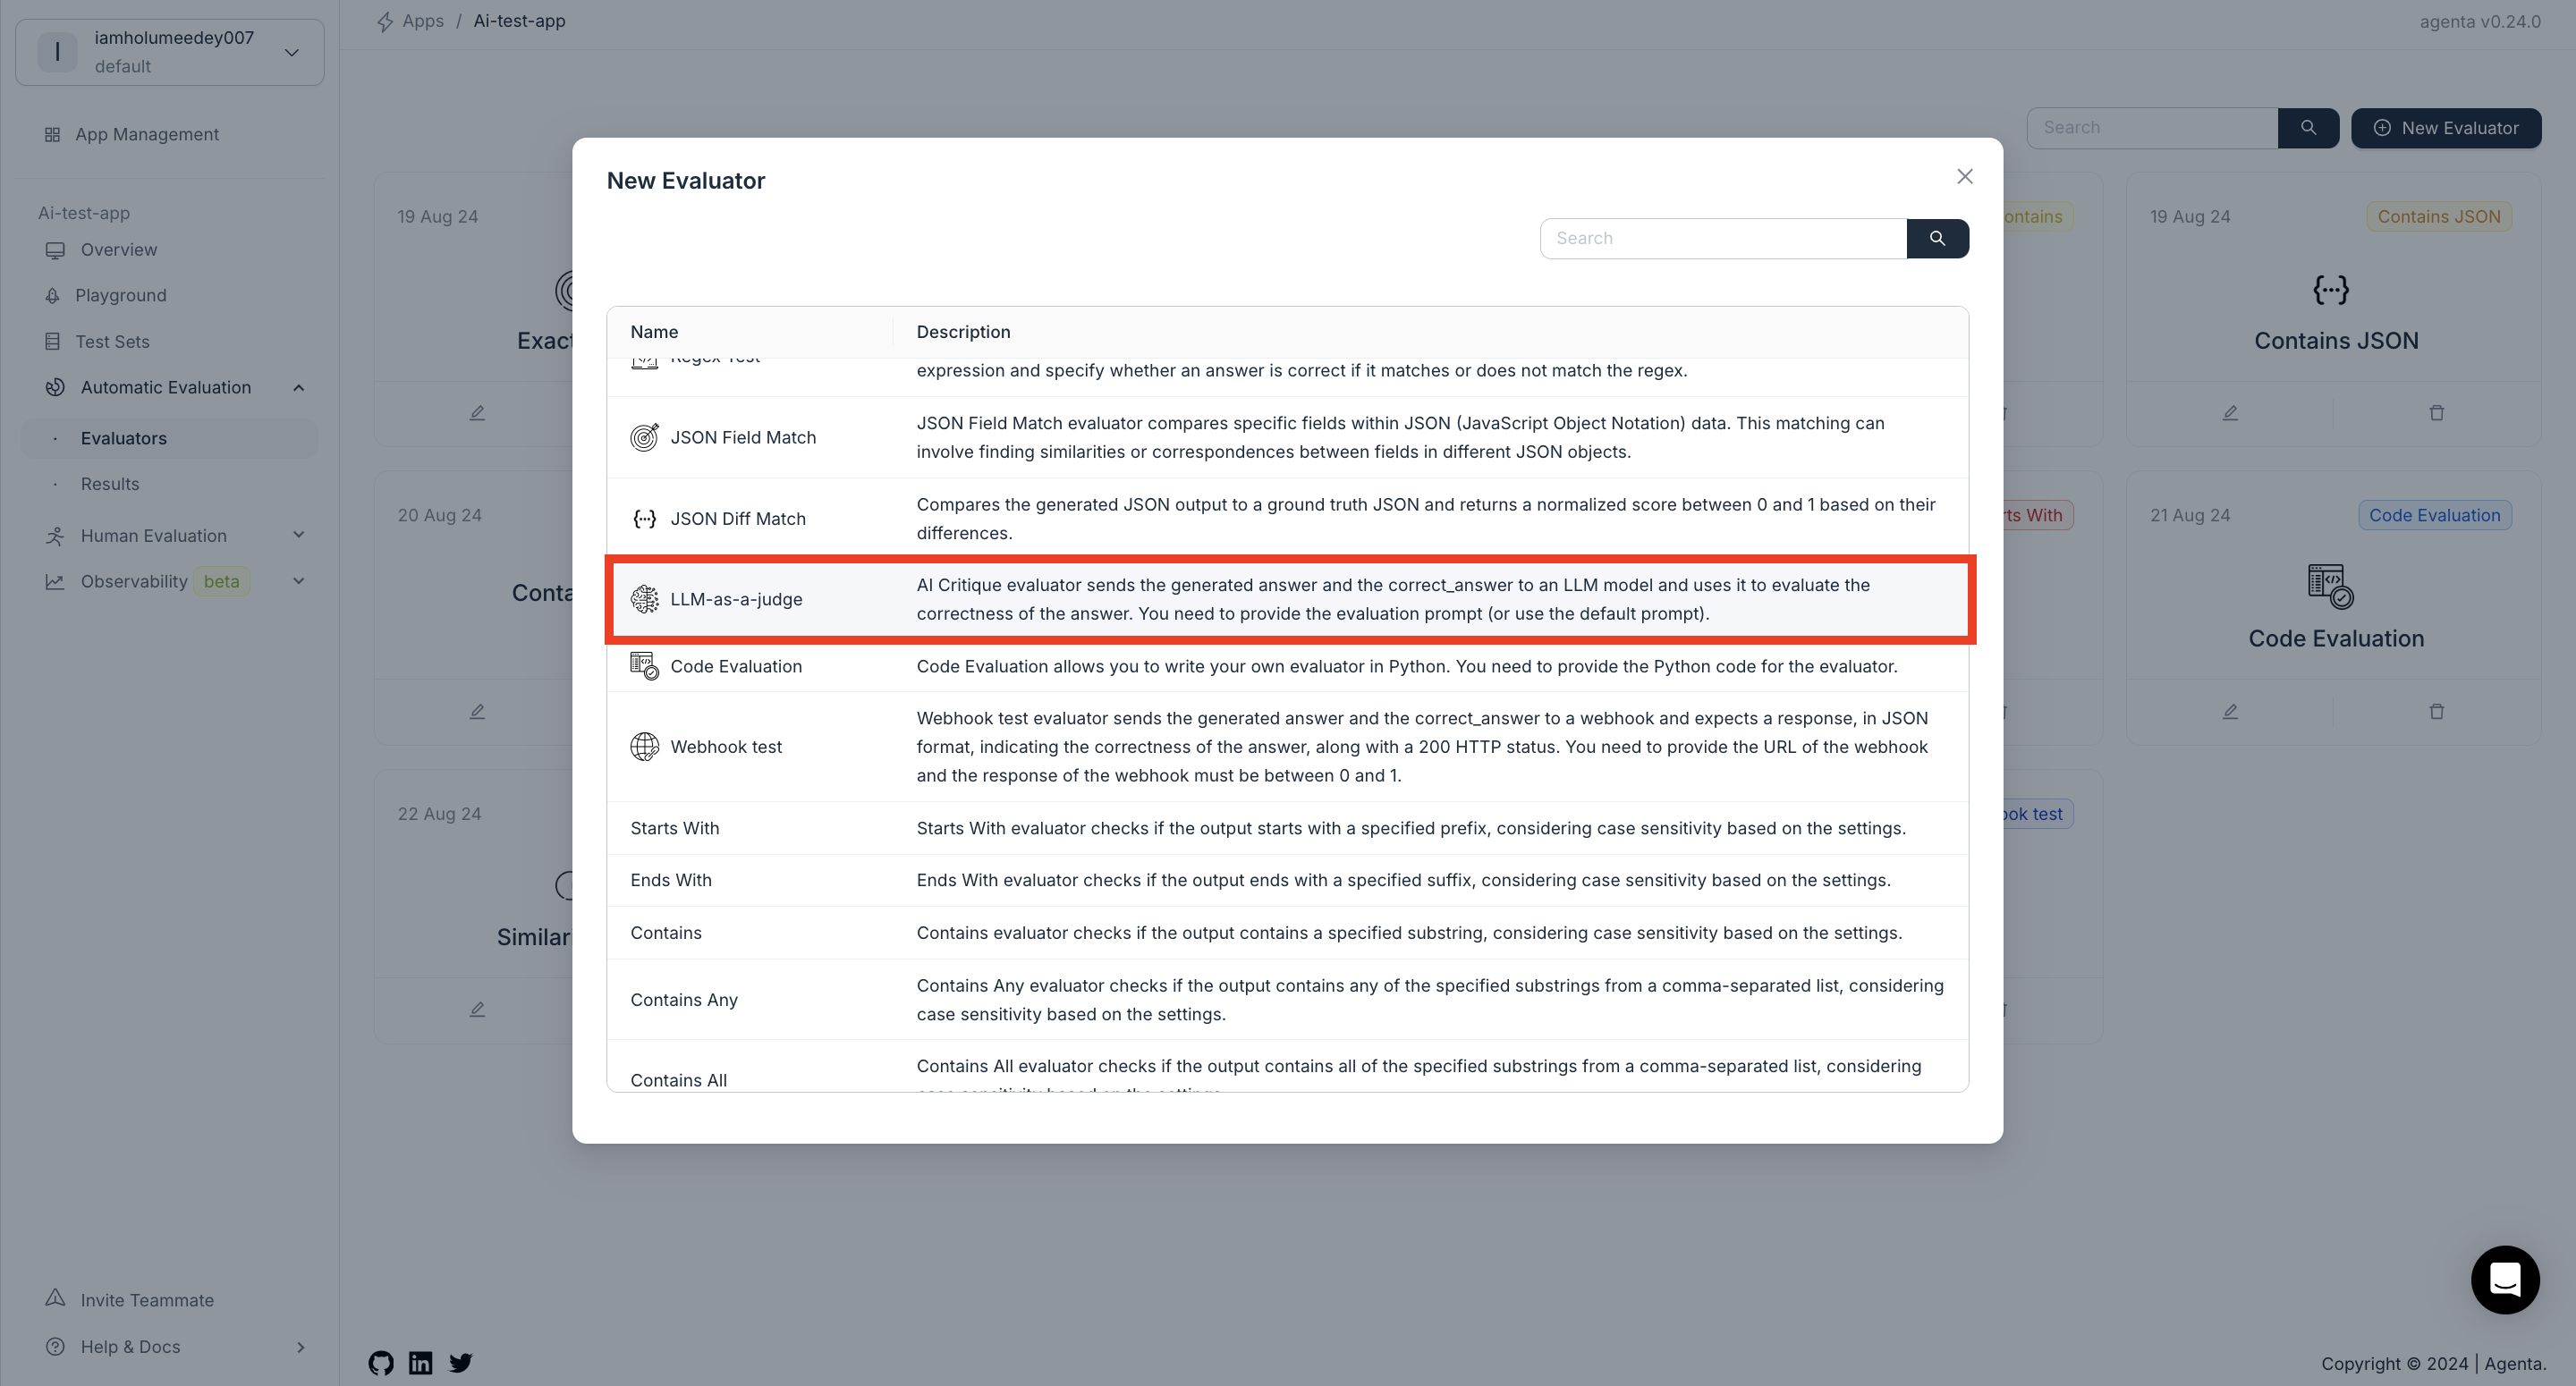 I
iamholumeedey007
default
App Management
Ai-test-app
Overview
Playground
Test Sets
Automatic Evaluation
Evaluators
Results
Human Evaluation
Observability beta
Invite Teammate
Help & Docs
Apps / Ai-test-app
agenta v0.24.0
Search
New Evaluator
19 Aug 24
Exact
20 Aug 24
Conta
22 Aug 24
Similar
ontains
19 Aug 24
Contains JSON
Contains JSON
rts With
21 Aug 24
Code Evaluation
Code Evaluation
ook test
New Evaluator
Search
Name
Description
Regex Test
expression and specify whether an answer is correct if it matches or does not match the regex.
JSON Field Match
JSON Field Match evaluator compares specific fields within JSON (JavaScript Object Notation) data. This matching can
involve finding similarities or correspondences between fields in different JSON objects.
JSON Diff Match
Compares the generated JSON output to a ground truth JSON and returns a normalized score between 0 and 1 based on their
differences.
LLM-as-a-judge
AI Critique evaluator sends the generated answer and the correct_answer to an LLM model and uses it to evaluate the
correctness of the answer. You need to provide the evaluation prompt (or use the default prompt).
Code Evaluation
Code Evaluation allows you to write your own evaluator in Python. You need to provide the Python code for the evaluator.
Webhook test
Webhook test evaluator sends the generated answer and the correct_answer to a webhook and expects a response, in JSON
format, indicating the correctness of the answer, along with a 200 HTTP status. You need to provide the URL of the webhook
and the response of the webhook must be between 0 and 1.
Starts With
Starts With evaluator checks if the output starts with a specified prefix, considering case sensitivity based on the settings.
Ends With
Ends With evaluator checks if the output ends with a specified suffix, considering case sensitivity based on the settings.
Contains
Contains evaluator checks if the output contains a specified substring, considering case sensitivity based on the settings.
Contains Any
Contains Any evaluator checks if the output contains any of the specified substrings from a comma-separated list, considering
case sensitivity based on the settings.
Contains All
Contains All evaluator checks if the output contains all of the specified substrings from a comma-separated list, considering
case sensitivity based on the settings.
Copyright © 2024 | Agenta.